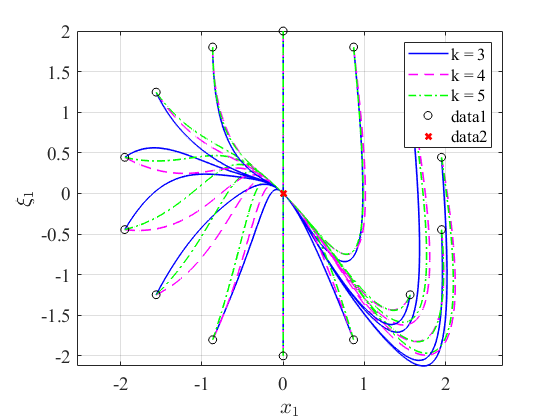 2
1.5
1
0.5
0
-0.5
-1
-1.5
-2
ξ₁
-2
-1
0
1
2
x₁
k = 3
k = 4
k = 5
data1
data2